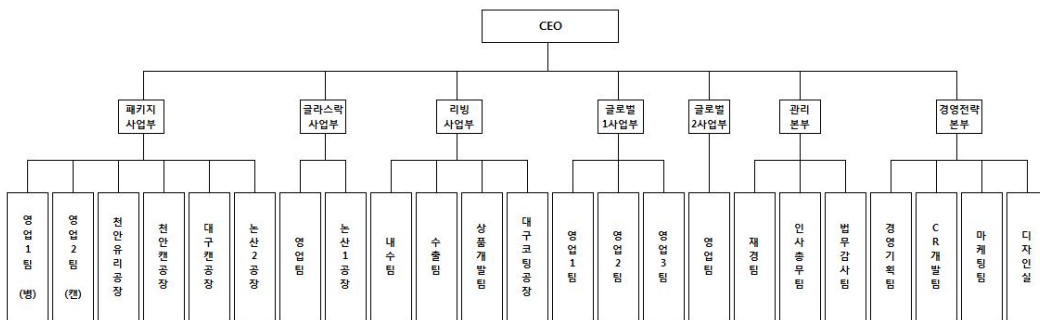 CEO
패키지
사업부
글라스락
사업부
리빙
사업부
글로벌
1사업부
글로벌
2사업부
관리
본부
경영전략
본부
영업1팀 (병)
영업2팀 (캔)
천안유리공장
천안캔공장
대구캔공장
논산2공장
영업팀
논산1공장
내수팀
수출팀
상품개발팀
대구코팅공장
영업1팀
영업2팀
영업3팀
영업팀
재경팀
인사총무팀
법무감사팀
경영기획팀
CR개발팀
마케팅팀
디자인실